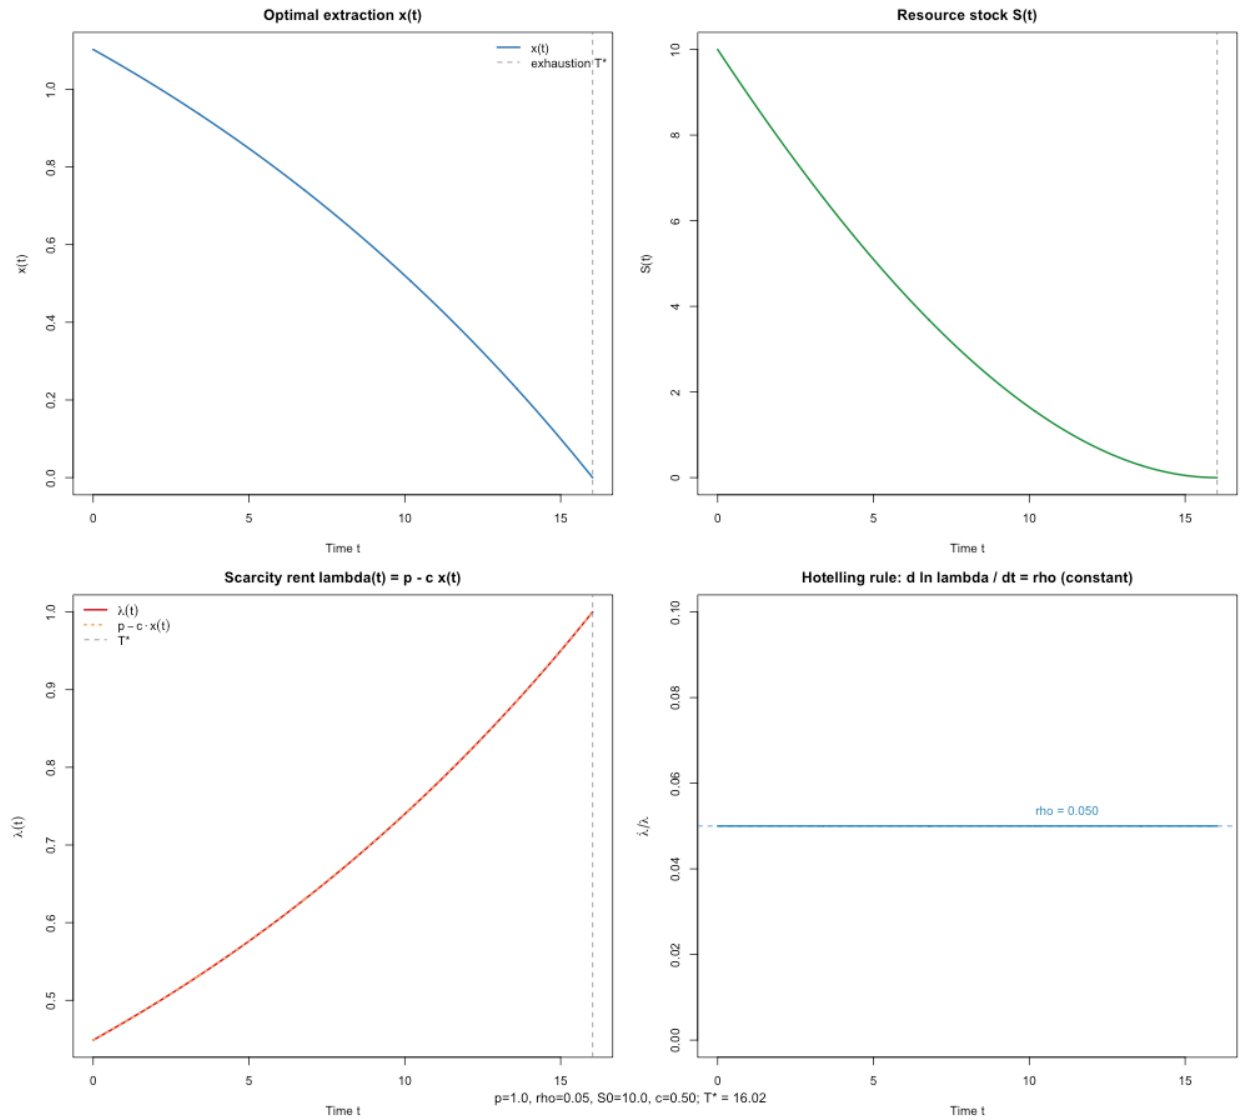 Optimal extraction x(t)
x(t)
exhaustion T*
x(t)
1.0
0.8
0.6
0.4
0.2
0.0
0 5 10 15
Time t
Resource stock S(t)
S(t)
10
8
6
4
2
0
0 5 10 15
Time t
Scarcity rent lambda(t) = p - c x(t)
λ(t)
p − c · x(t)
T*
λ(t)
1.0
0.9
0.8
0.7
0.6
0.5
0 5 10 15
Time t
Hotelling rule: d ln lambda / dt = rho (constant)
rho = 0.050
λ̇/λ
0.10
0.08
0.06
0.04
0.02
0.00
0 5 10 15
Time t
p=1.0, rho=0.05, S0=10.0, c=0.50; T* = 16.02